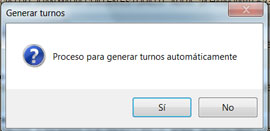 Generar turnos
Proceso para generar turnos automáticamente
Sí
No